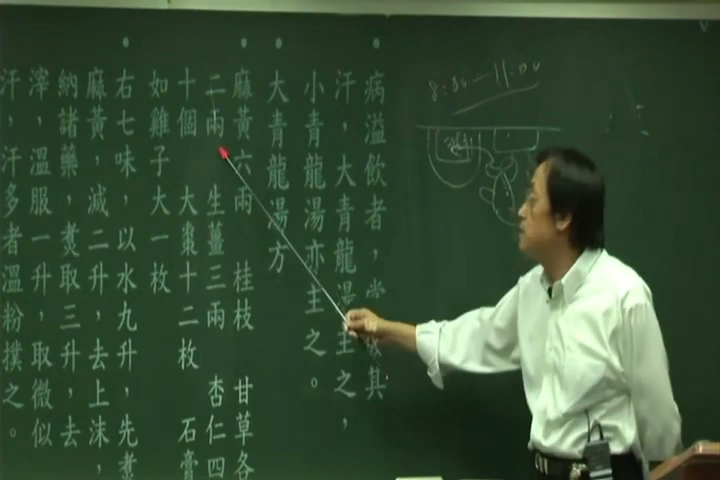 8:30-11:00
病溢飲者，當發其
汗，大青龍湯主之，
小青龍湯亦主之。
大青龍湯方
麻黃六兩 桂枝 甘草各
二兩 生薑三兩 杏仁四
十個 大棗十二枚 石膏
如雞子大一枚
右七味，以水九升，先煮
麻黃，減二升，去上沫，
納諸藥，煮取三升，去
滓，溫服一升，取微似
汗，汗多者溫粉撲之。